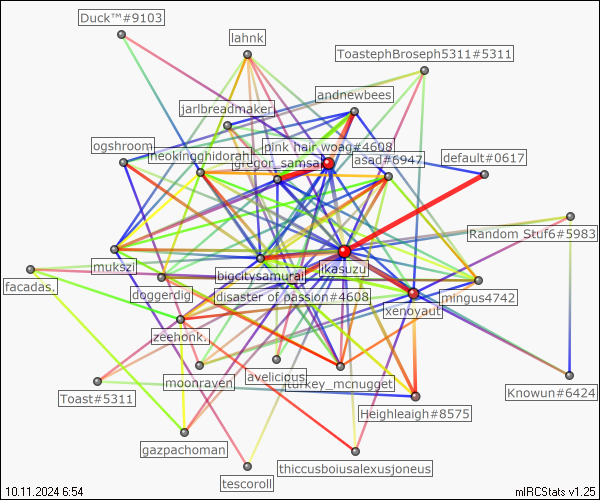 Duck™#9103
lahnk
ToastephBroseph5311#5311
andnewbees
jarlbreadmaker
ogshroom
pink hair woag#4608
neokingghidorah
gregor_samsa
asad#6947
default#0617
Random Stuf6#5983
mukszi
bigcitysamurai
ikasuzu
facadas.
doggerdig
disaster of passion#4608
mingus4742
xenoyaut
zeehonk.
moonraven
avelicious
turkey_mcnugget
Knowun#6424
Toast#5311
Heighleaigh#8575
gazpachoman
thiccusboiusalexusjoneus
tescoroll
10.11.2024 6:54
mIRCStats v1.25